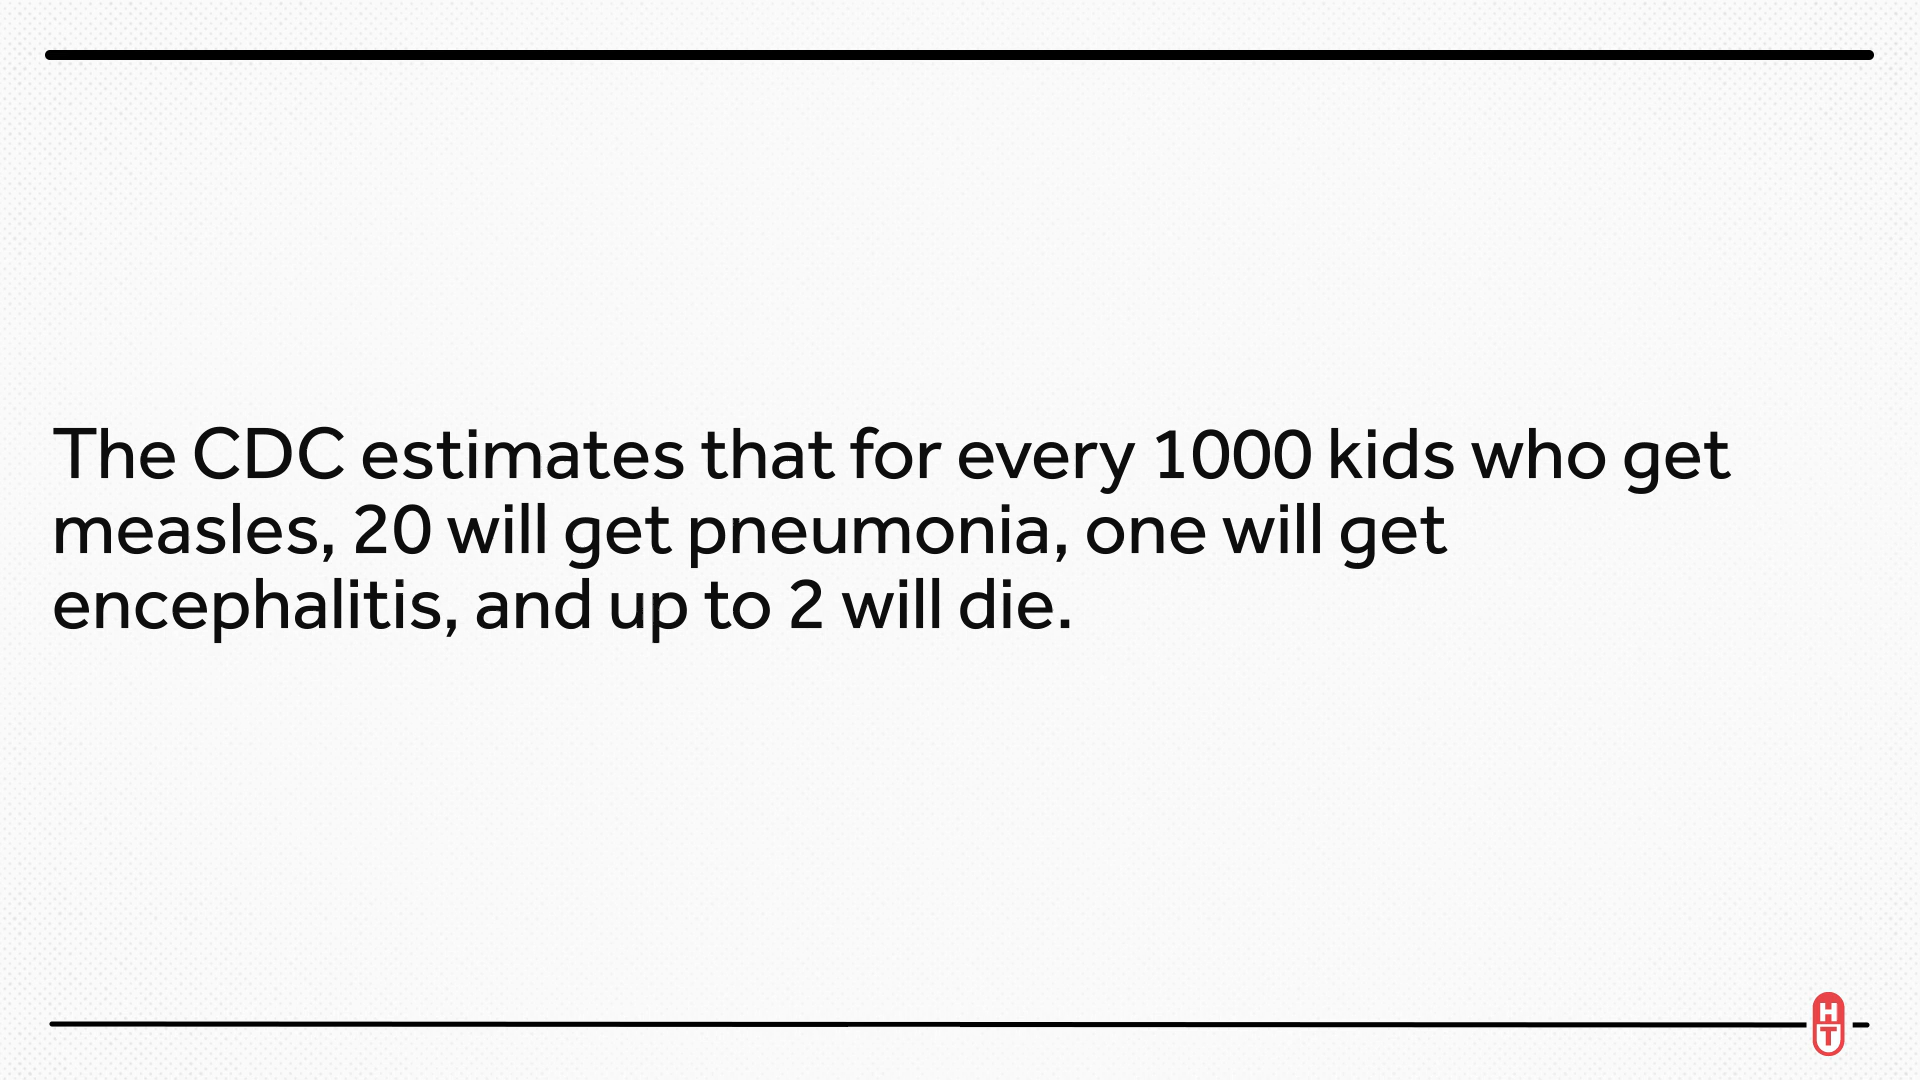 The CDC estimates that for every 1000 kids who get
measles, 20 will get pneumonia, one will get
encephalitis, and up to 2 will die.
H
T